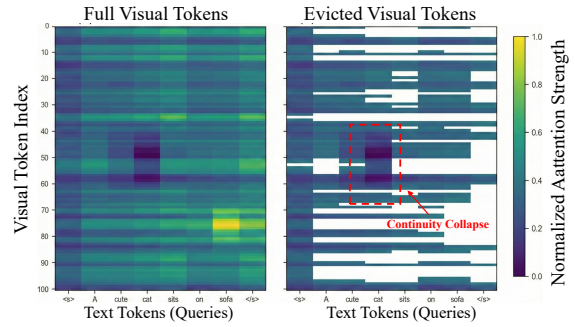 Full Visual Tokens
Evicted Visual Tokens
Visual Token Index
0
10
20
30
40
50
60
70
80
90
100
<s> A cute cat sits on sofa </s>
Text Tokens (Queries)
Continuity Collapse
<s> A cute cat sits on sofa </s>
Text Tokens (Queries)
1.0
0.8
0.6
0.4
0.2
0.0
Normalized Aattention Strength